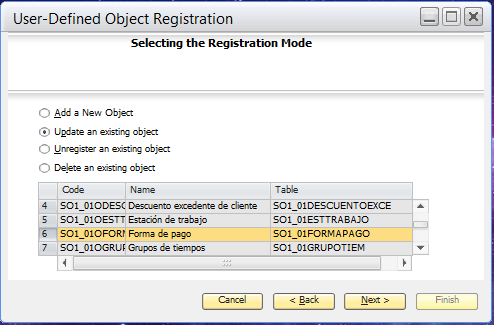 User-Defined Object Registration
Selecting the Registration Mode
Add a New Object
Update an existing object
Unregister an existing object
Delete an existing object
Code Name Table
4 SO1_01ODESC Descuento excedente de cliente SO1_01DESCUENTOEXCE
5 SO1_01OESTT Estación de trabajo SO1_01ESTTRABAJO
6 SO1_01OFORM Forma de pago SO1_01FORMAPAGO
7 SO1_01OGRUP Grupos de tiempos SO1_01GRUPOTIEM
Cancel < Back Next > Finish